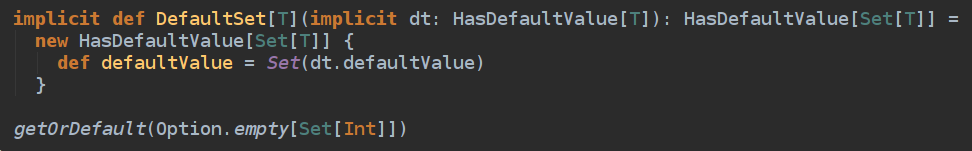 implicit def DefaultSet[T](implicit dt: HasDefaultValue[T]): HasDefaultValue[Set[T]] =
  new HasDefaultValue[Set[T]] {
    def defaultValue = Set(dt.defaultValue)
  }

getOrDefault(Option.empty[Set[Int]])